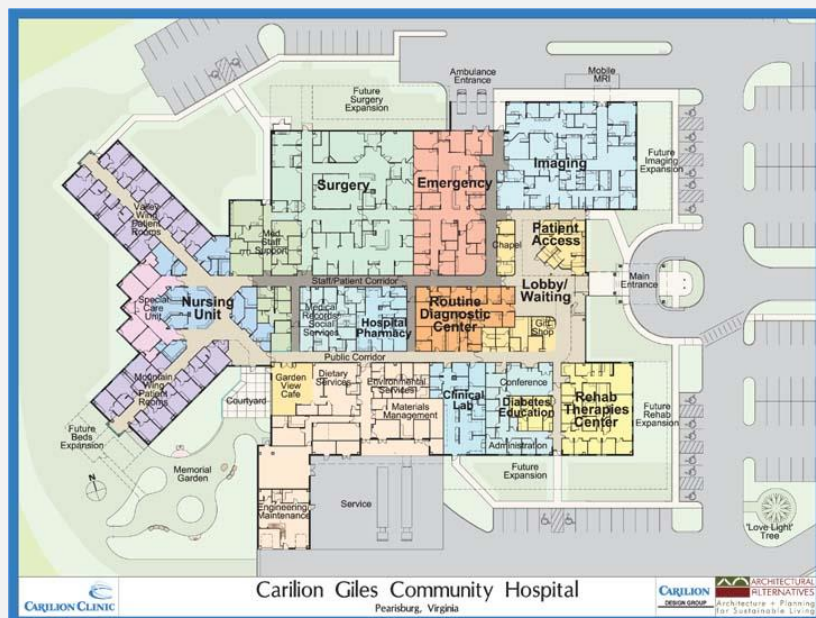 Ambulance
Entrance
Mobile
MRI
Future
Surgery
Expansion
Surgery
Emergency
Imaging
Future
Imaging
Expansion
Valley
Wing
Patient
Rooms
Med
Staff
Support
Chapel
Patient
Access
Staff/Patient Corridor
Lobby/
Waiting
Main
Entrance
Special
Care
Unit
Nursing
Unit
Medical
Records/
Social
Services
Hospital
Pharmacy
Routine
Diagnostic
Center
Gift
Shop
Public Corridor
Mountain
Wing
Patient
Rooms
Courtyard
Garden
View
Cafe
Dietary
Services
Environmental
Services
Materials
Management
Clinical
Lab
Conference
Diabetes
Education
Administration
Rehab
Therapies
Center
Future
Rehab
Expansion
Future
Beds
Expansion
Memorial
Garden
N
Future
Expansion
Service
Engineering/
Maintenance
'Love Light'
Tree
CARILION CLINIC
Carilion Giles Community Hospital
Pearisburg, Virginia
CARILION
DESIGN GROUP
ARCHITECTURAL
ALTERNATIVES
Architecture + Planning
for Sustainable Living